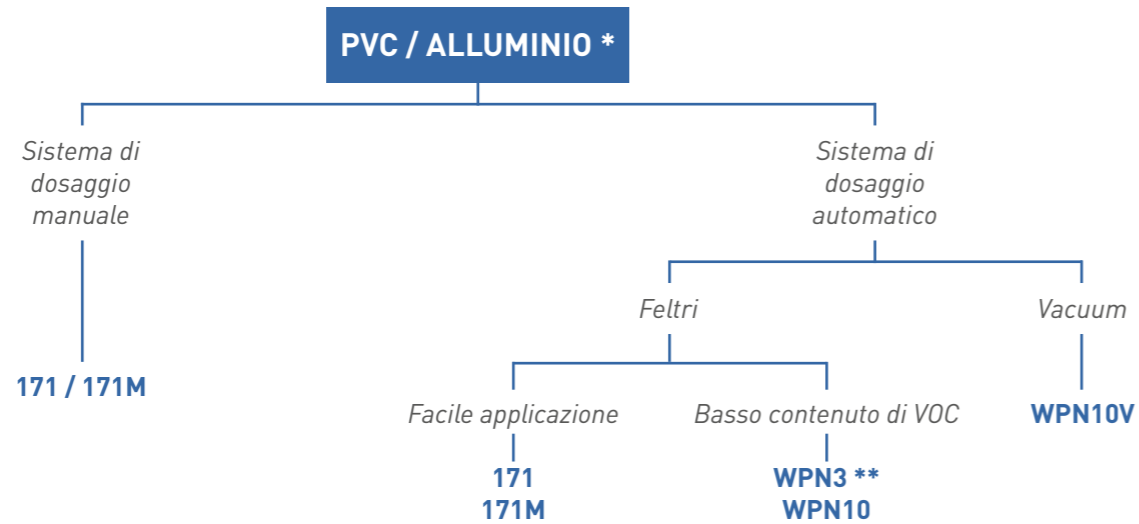 PVC / ALLUMINIO *
Sistema di
dosaggio
manuale
Sistema di
dosaggio
automatico
Feltri
Vacuum
171 / 171M
Facile applicazione
Basso contenuto di VOC
WPN10V
171
171M
WPN3 **
WPN10